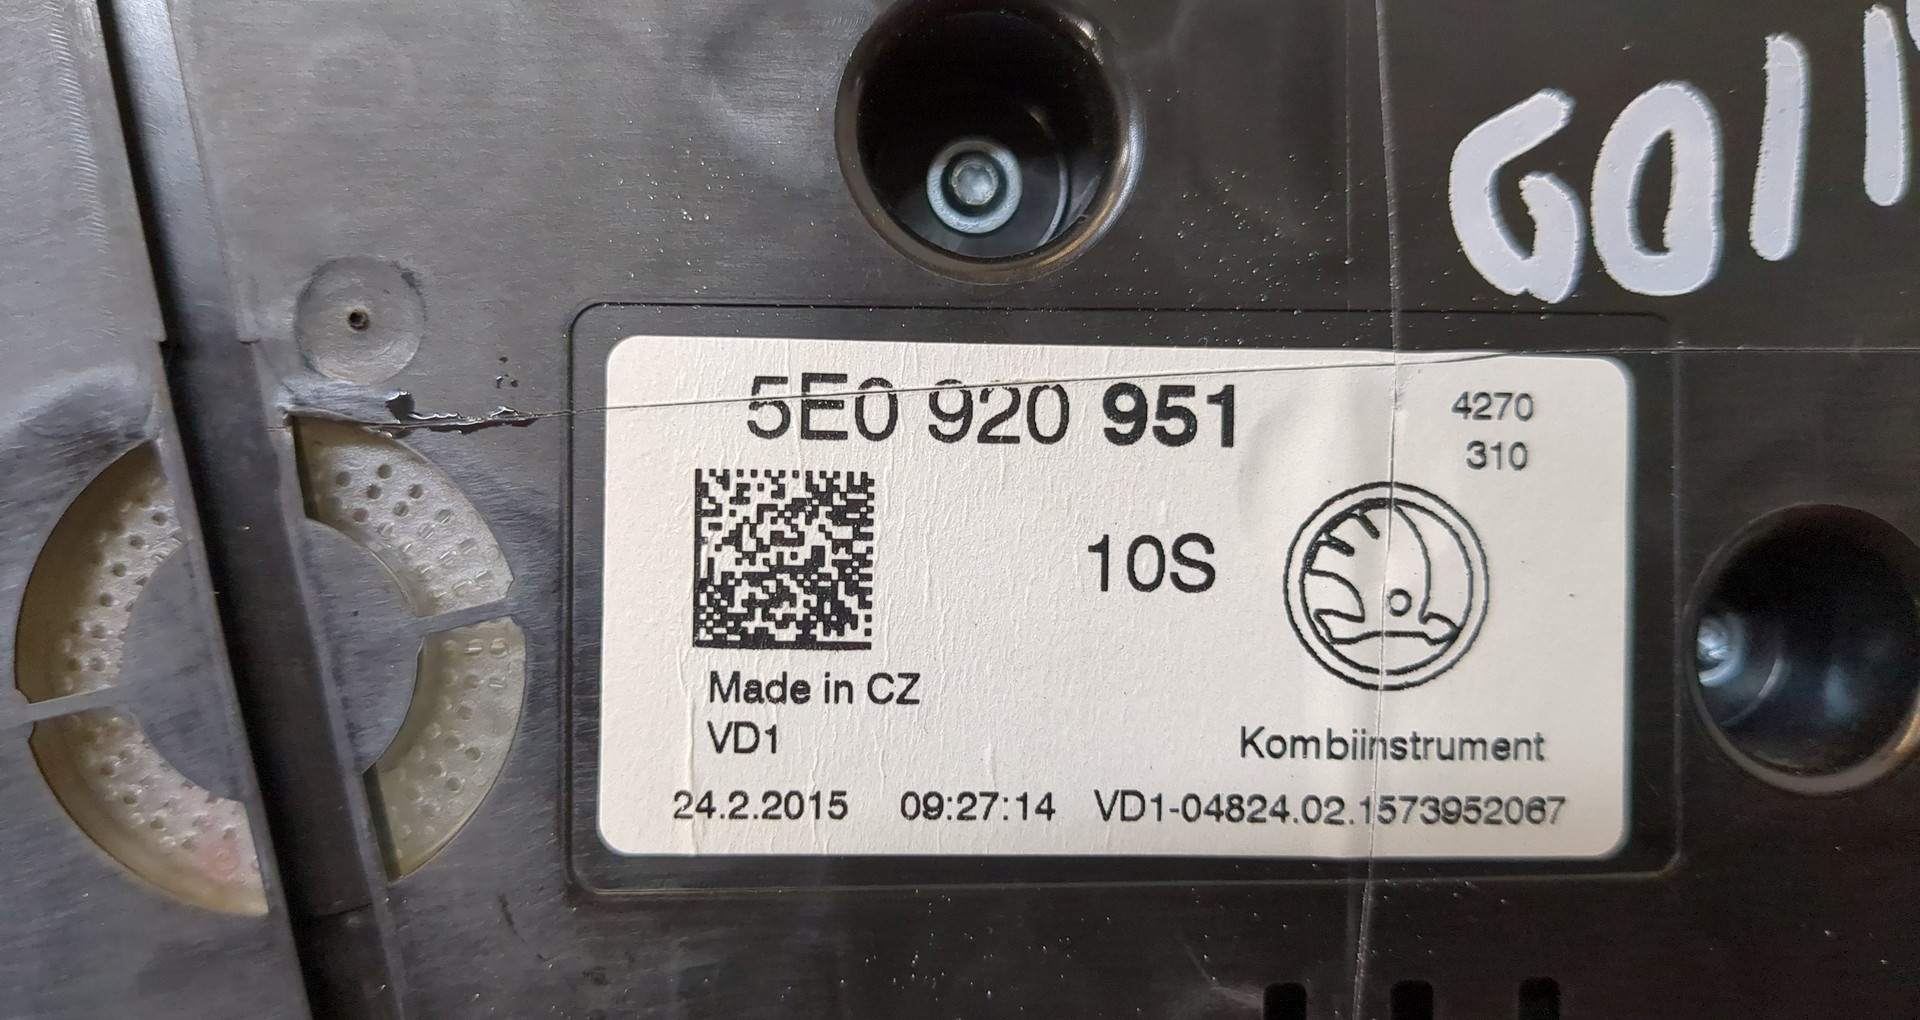 5E0 920 951
4270
310
10S
Made in CZ
VD1
Kombiinstrument
24.2.2015 09:27:14 VD1-04824.02.1573952067